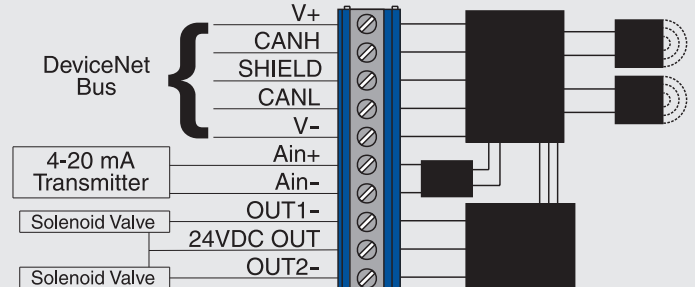 V+
CANH
DeviceNet
Bus
SHIELD
CANL
V-
4-20 mA
Transmitter
Ain+
Ain-
Solenoid Valve
OUT1-
24VDC OUT
Solenoid Valve
OUT2-